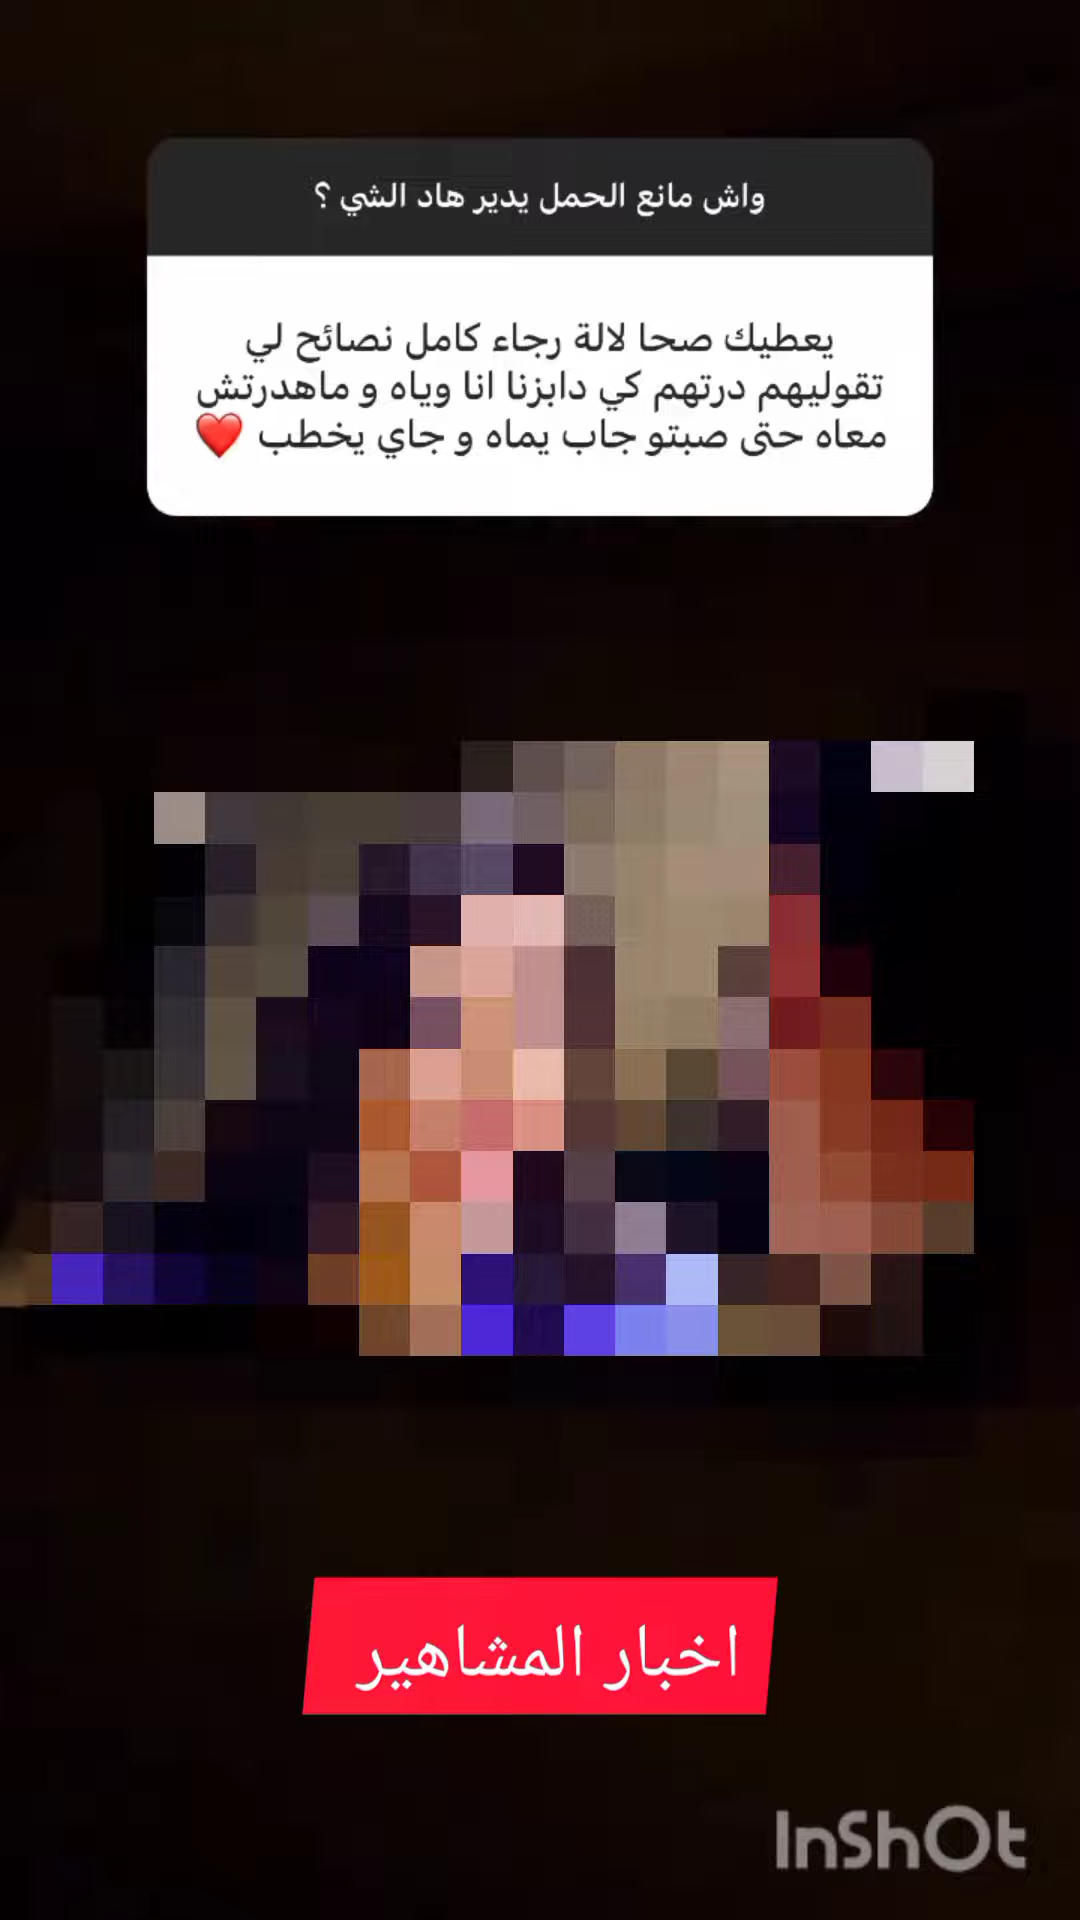 واش مانع الحمل يدير هاد الشي ؟
يعطيك صحا لالة رجاء كامل نصائح لي
تقوليهم درتهم كي دابزنا انا وياه و ماهدرتش
معاه حتى صبتو جاب يماه و جاي يخطب ❤️
اخبار المشاهير
InShOt